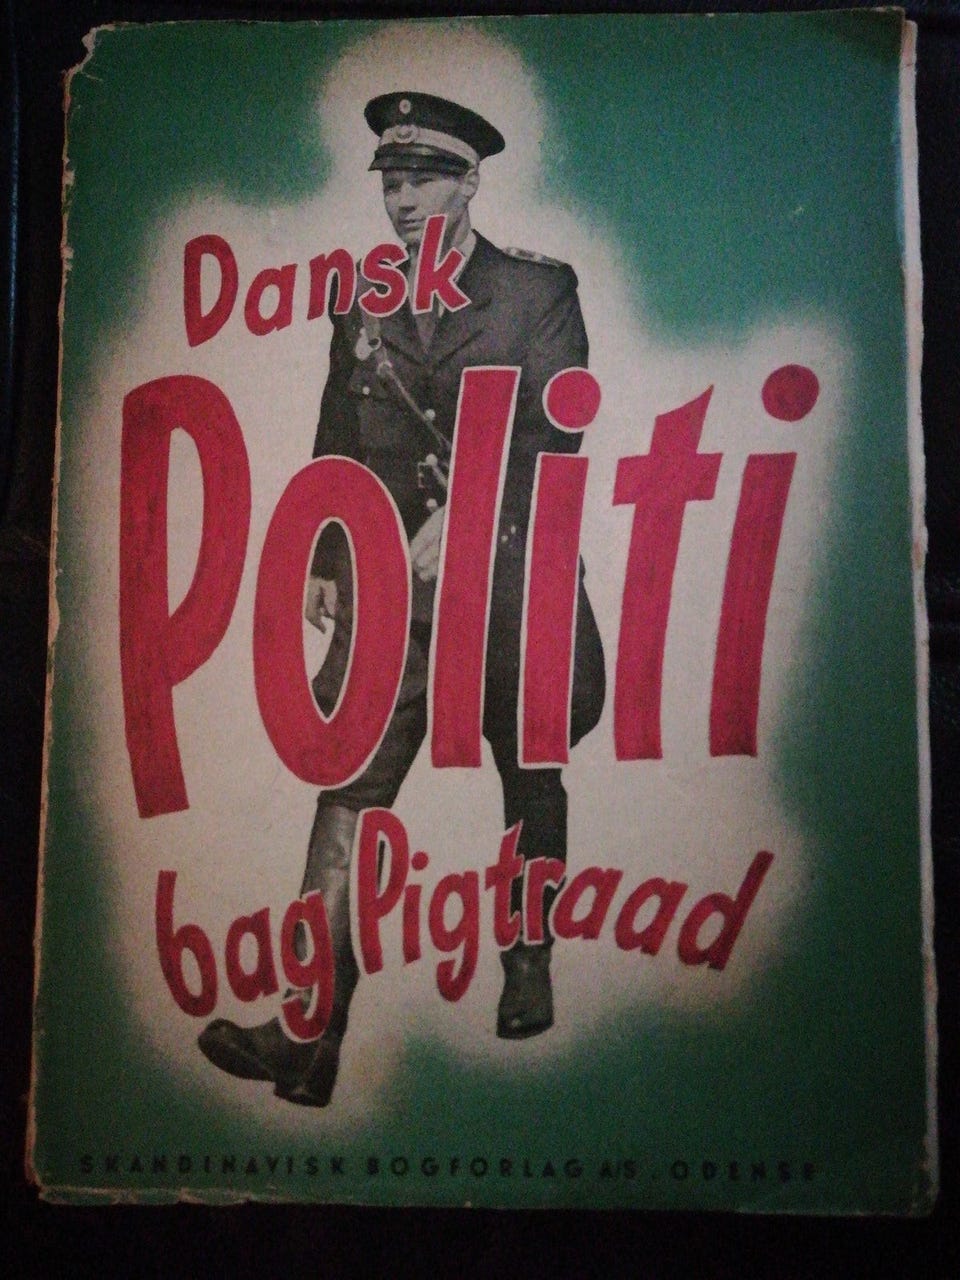 Dansk
Politi
bag Pigtraad
SKANDINAVISK BOGFORLAG A/S . ODENSE